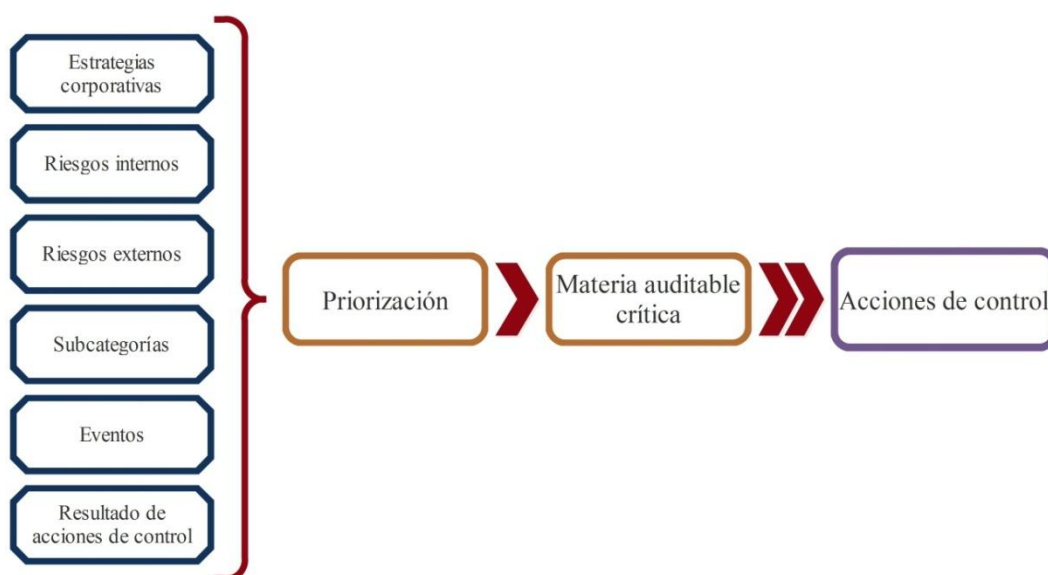 Estrategias
corporativas
Riesgos internos
Riesgos externos
Subcategorías
Eventos
Resultado de
acciones de control
Priorización
Materia auditable
crítica
Acciones de control